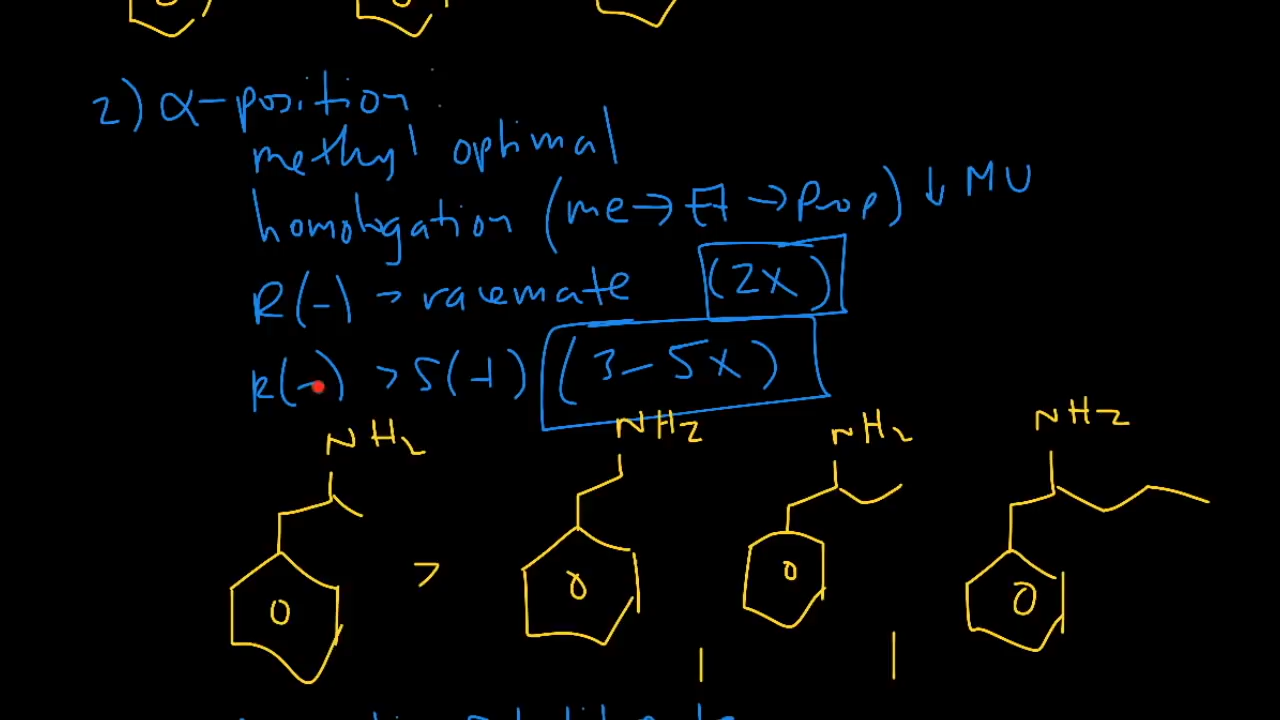 2) α-position
methyl optimal
homologation (me → Et → Prop) ↓ MU
R(-) > racemate (2X)
R(-) > S(+) (3-5X)
NH2 NH2 NH2 NH2
>